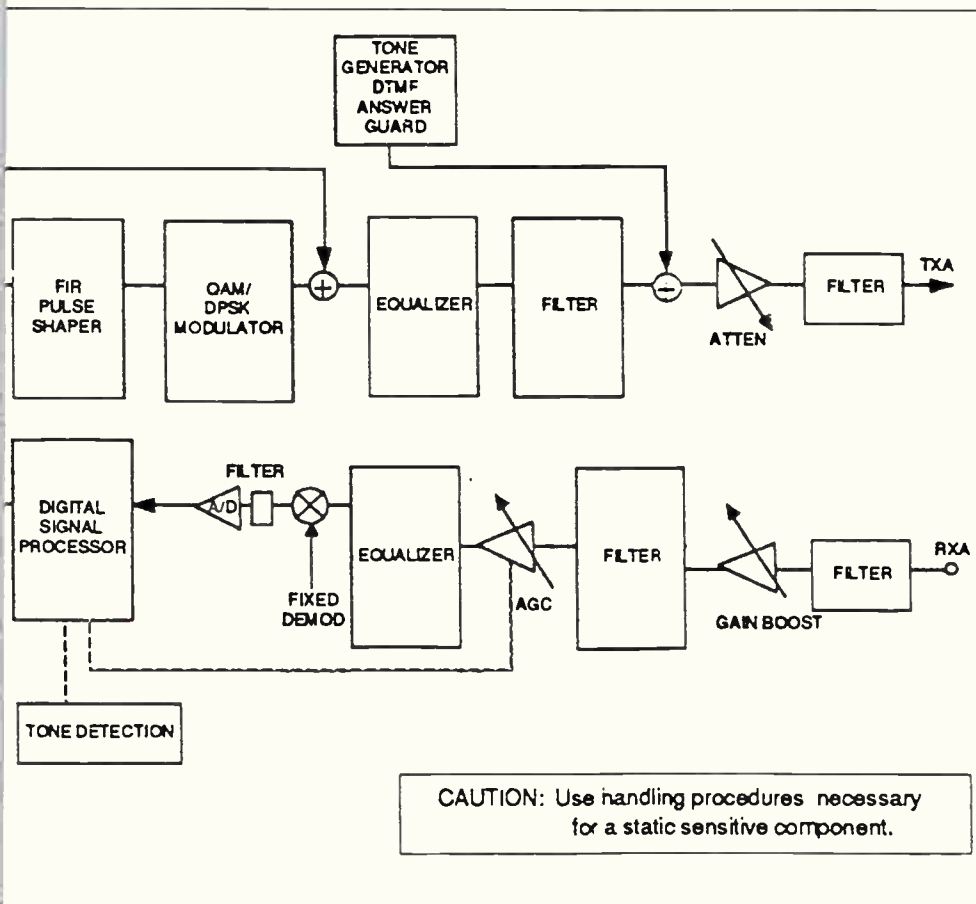 TONE
GENERATOR
DTMF
ANSWER
GUARD
FIR
PULSE
SHAPER
QAM/
DPSK
MODULATOR
+
EQUALIZER
FILTER
ATTEN
FILTER
TXA
DIGITAL
SIGNAL
PROCESSOR
FILTER
A/D
FIXED
DEMOD
EQUALIZER
AGC
FILTER
GAIN BOOST
FILTER
RXA
TONE DETECTION
CAUTION: Use handling procedures necessary
for a static sensitive component.